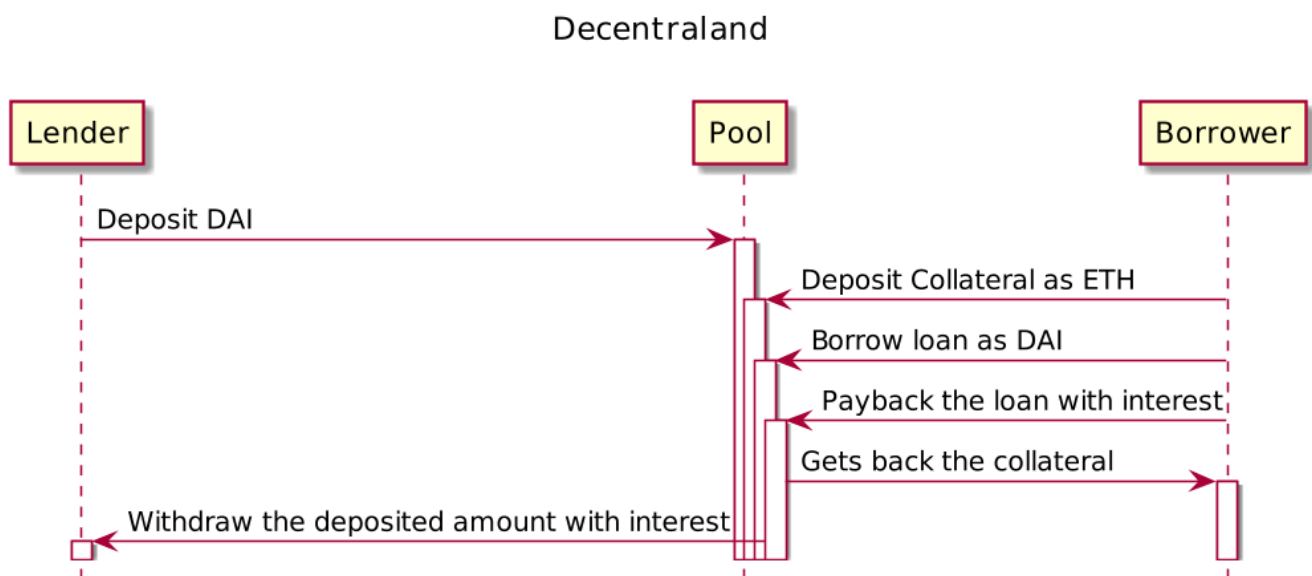 Decentraland
Lender
Pool
Borrower
Deposit DAI
Deposit Collateral as ETH
Borrow loan as DAI
Payback the loan with interest
Gets back the collateral
Withdraw the deposited amount with interest